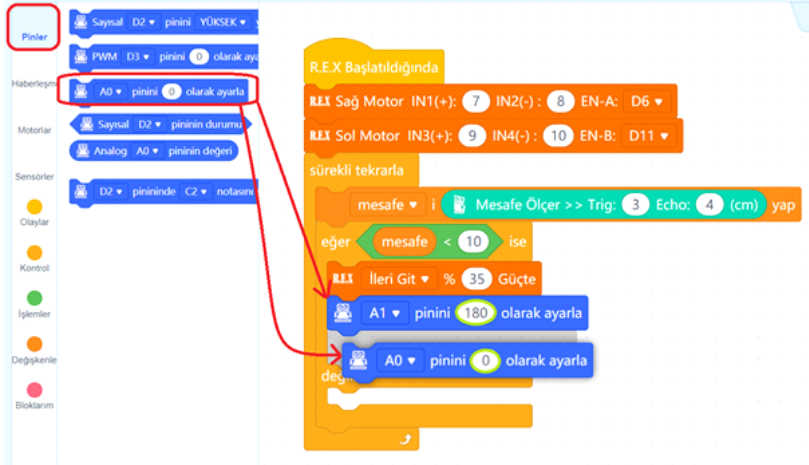 Pinler
Haberleşm
Motorlar
Sensörler
Olaylar
Kontrol
İşlemler
Değişkenle
Bloklarım
Sayısal D2 pinini YÜKSEK
PWM D3 pinini 0 olarak aya
A0 pinini 0 olarak ayarla
Sayısal D2 pininin durumu
Analog A0 pininin değeri
D2 pininde C2 notasını
R.E.X Başlatıldığında
R.E.X Sağ Motor IN1(+): 7 IN2(-) : 8 EN-A: D6
R.E.X Sol Motor IN3(+): 9 IN4(-) : 10 EN-B: D11
sürekli tekrarla
mesafe i Mesafe Ölçer >> Trig: 3 Echo: 4 (cm) yap
eğer mesafe < 10 ise
R.E.X İleri Git % 35 Güçte
A1 pinini 180 olarak ayarla
A0 pinini 0 olarak ayarla